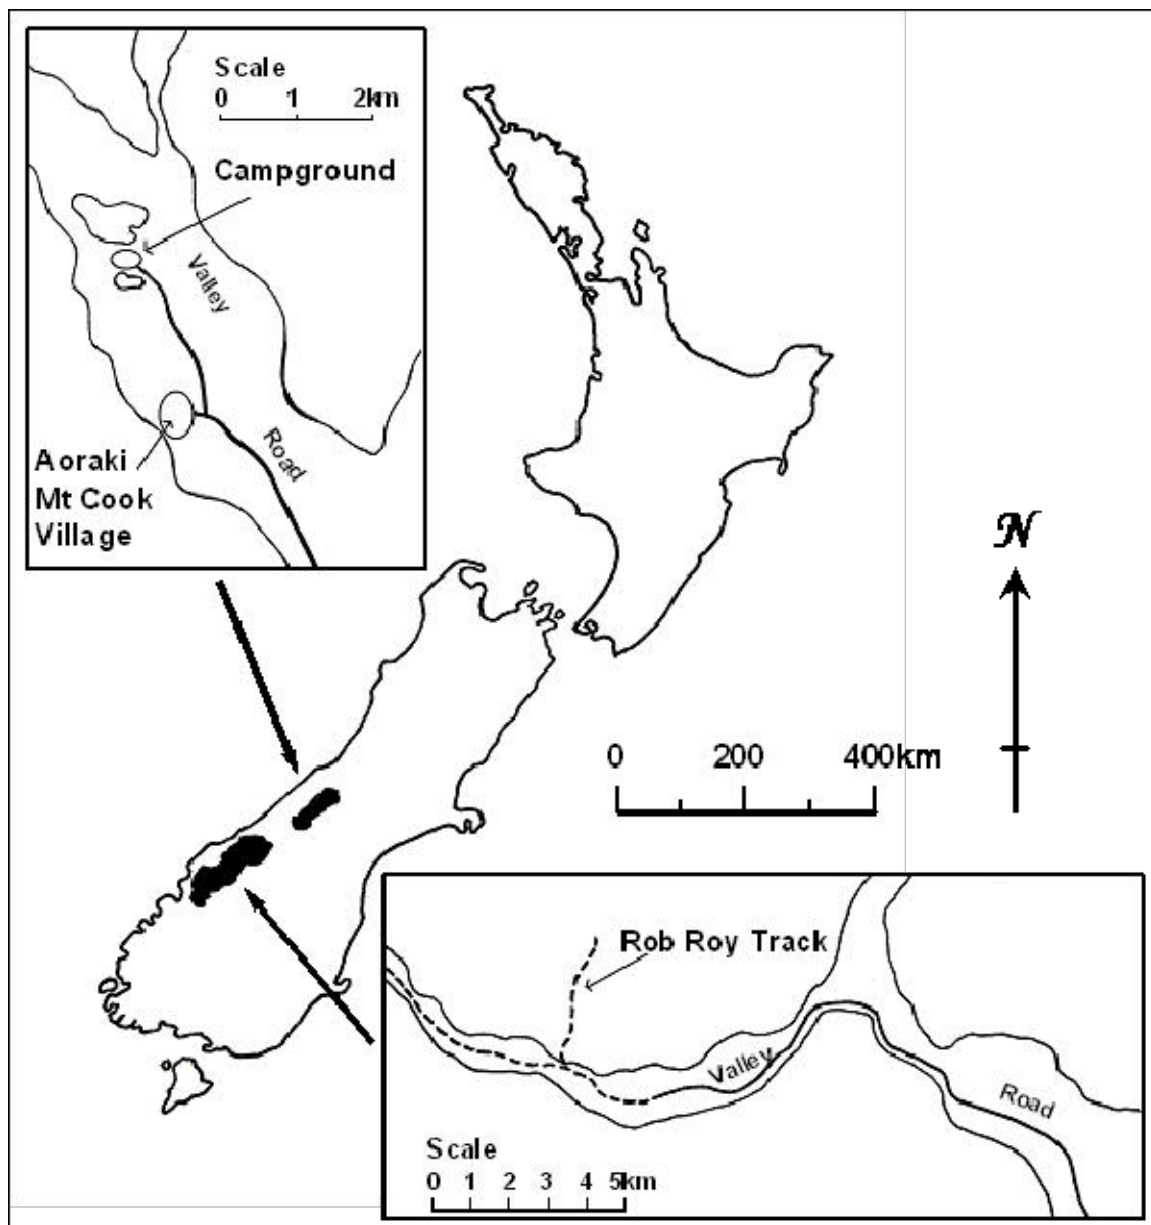 Scale
0 1 2km
Campground
Valley
Road
Aoraki
Mt Cook
Village
N
0 200 400km
Rob Roy Track
Valley
Road
Scale
0 1 2 3 4 5km